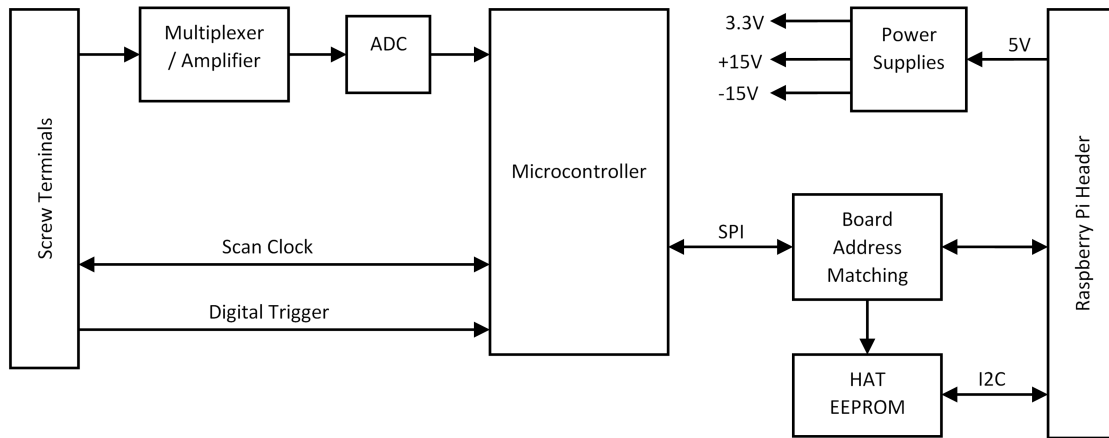 Screw Terminals
Multiplexer
/ Amplifier
ADC
Microcontroller
Scan Clock
Digital Trigger
3.3V
+15V
-15V
Power
Supplies
5V
SPI
Board
Address
Matching
HAT
EEPROM
I2C
Raspberry Pi Header